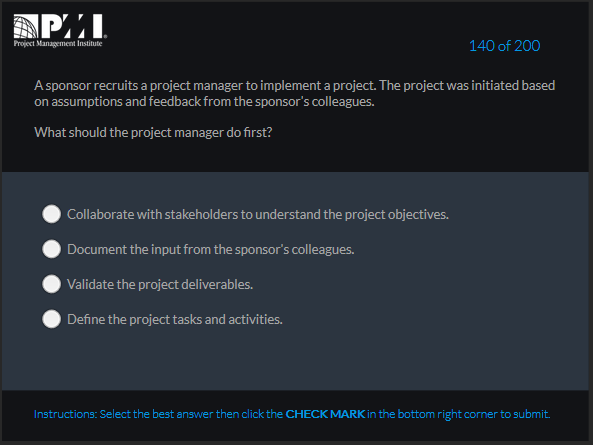 PMI®
Project Management Institute
140 of 200
A sponsor recruits a project manager to implement a project. The project was initiated based
on assumptions and feedback from the sponsor's colleagues.
What should the project manager do first?
Collaborate with stakeholders to understand the project objectives.
Document the input from the sponsor's colleagues.
Validate the project deliverables.
Define the project tasks and activities.
Instructions: Select the best answer then click the CHECK MARK in the bottom right corner to submit.